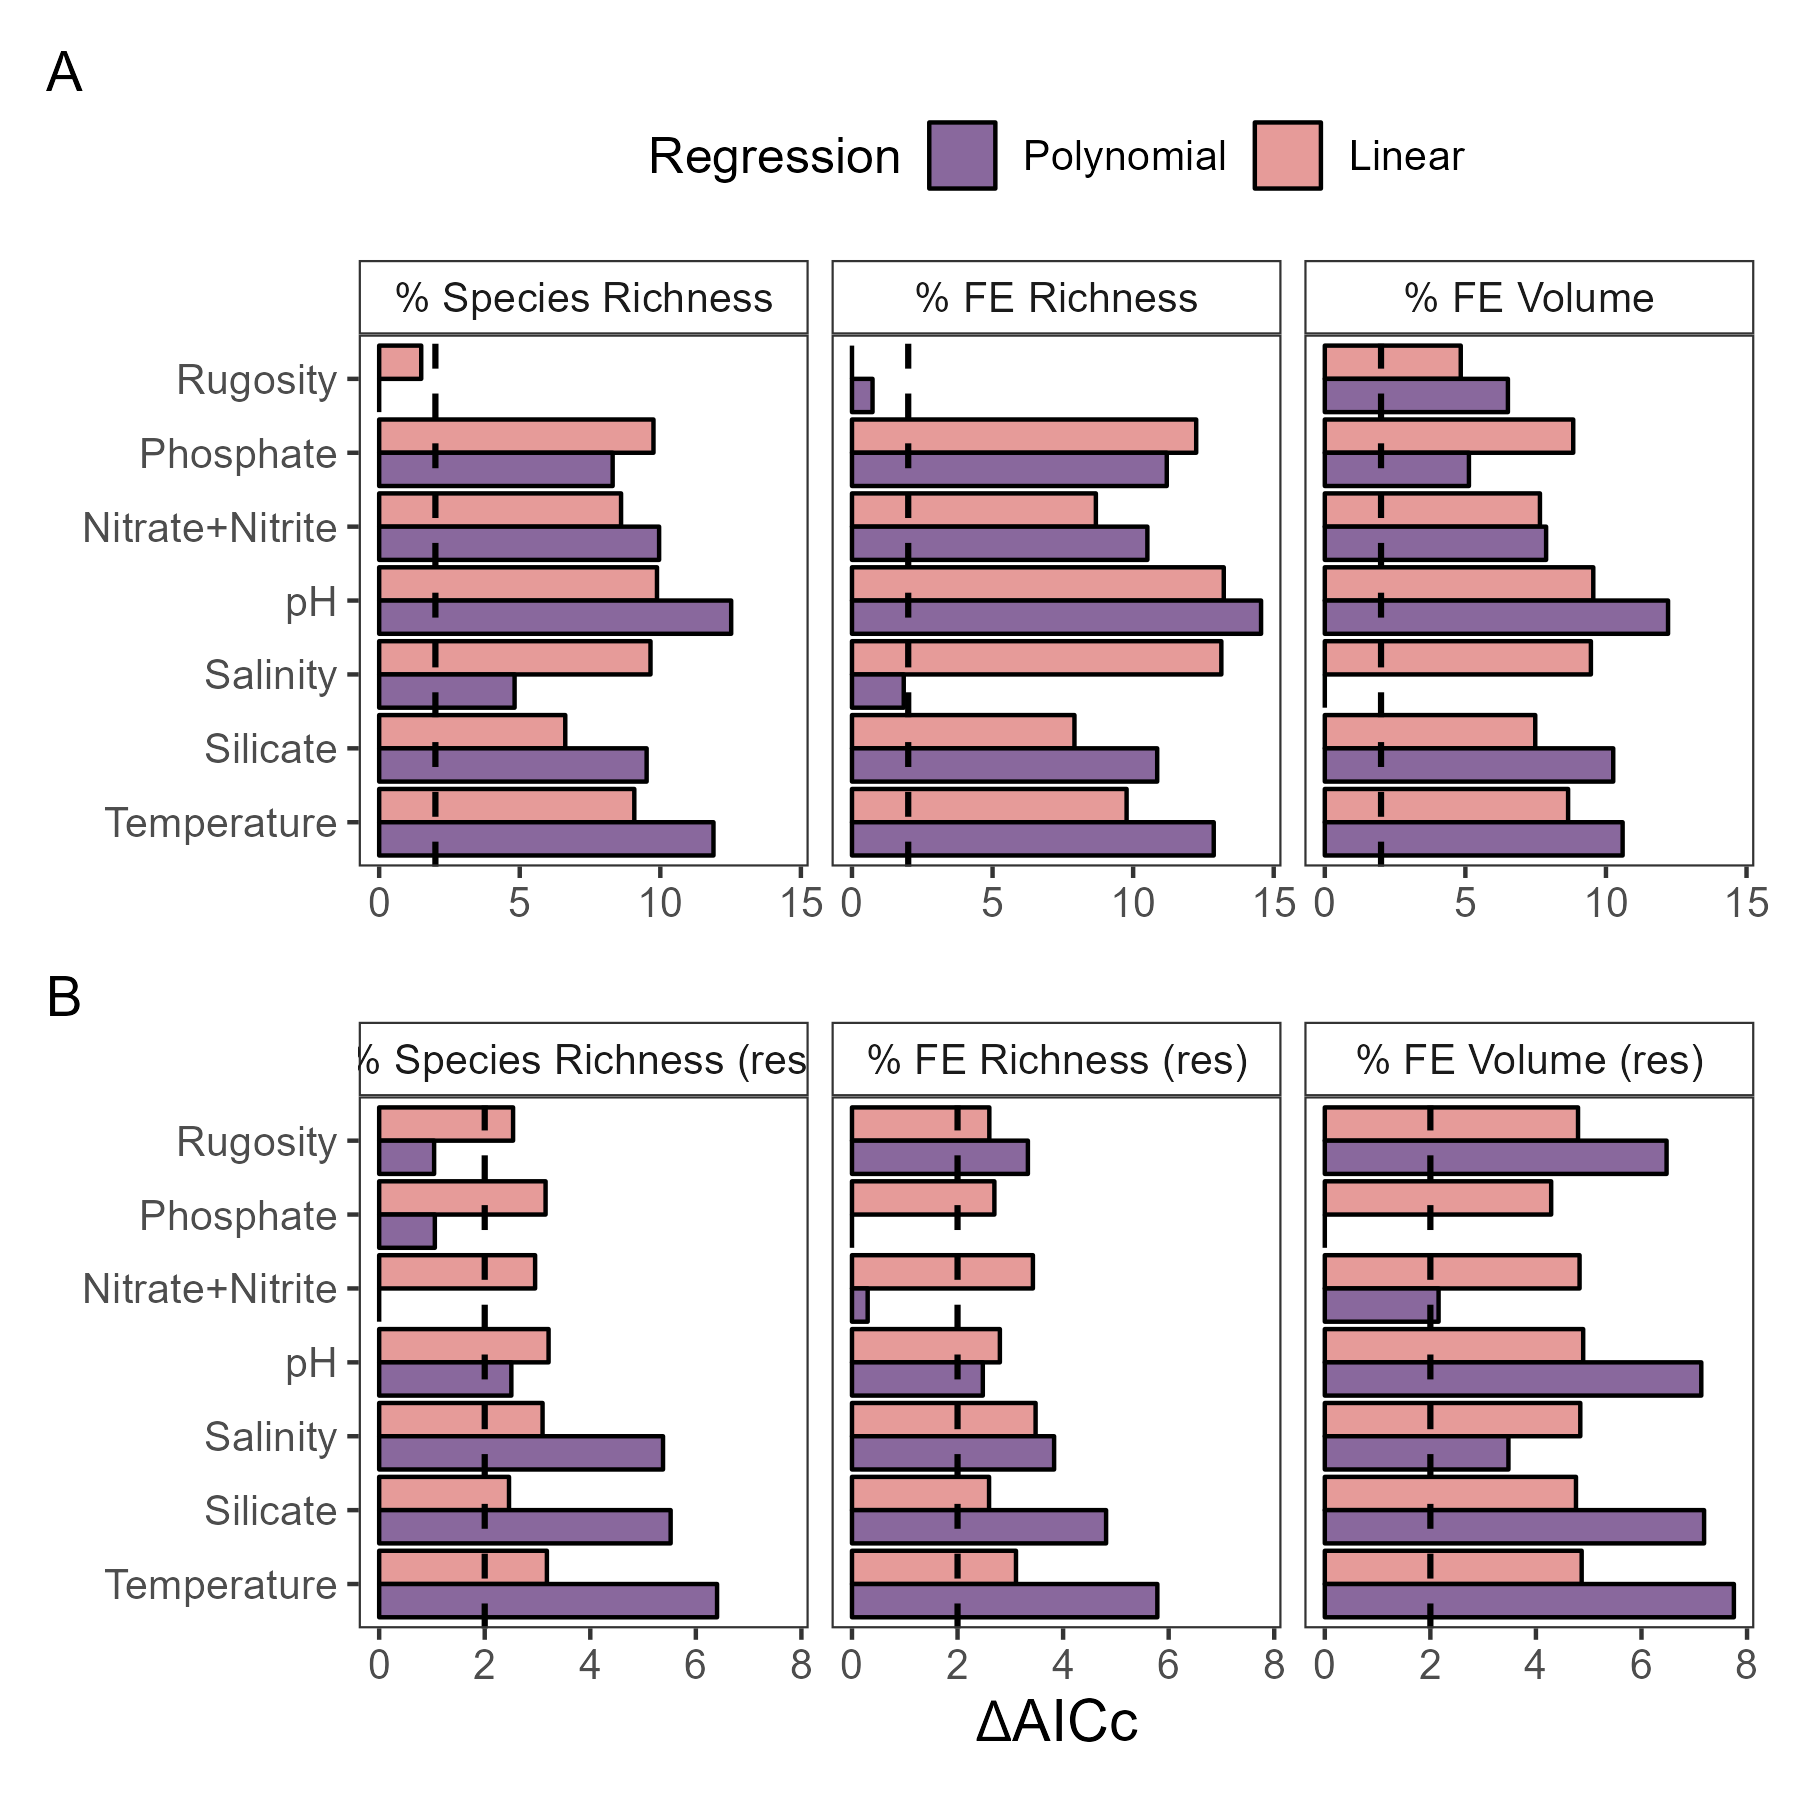 A
Regression Polynomial Linear
% Species Richness % FE Richness % FE Volume
Rugosity
Phosphate
Nitrate+Nitrite
pH
Salinity
Silicate
Temperature
0 5 10 15 0 5 10 15 0 5 10 15
B
% Species Richness (res % FE Richness (res) % FE Volume (res)
Rugosity
Phosphate
Nitrate+Nitrite
pH
Salinity
Silicate
Temperature
0 2 4 6 8 0 2 4 6 8 0 2 4 6 8
ΔAICc